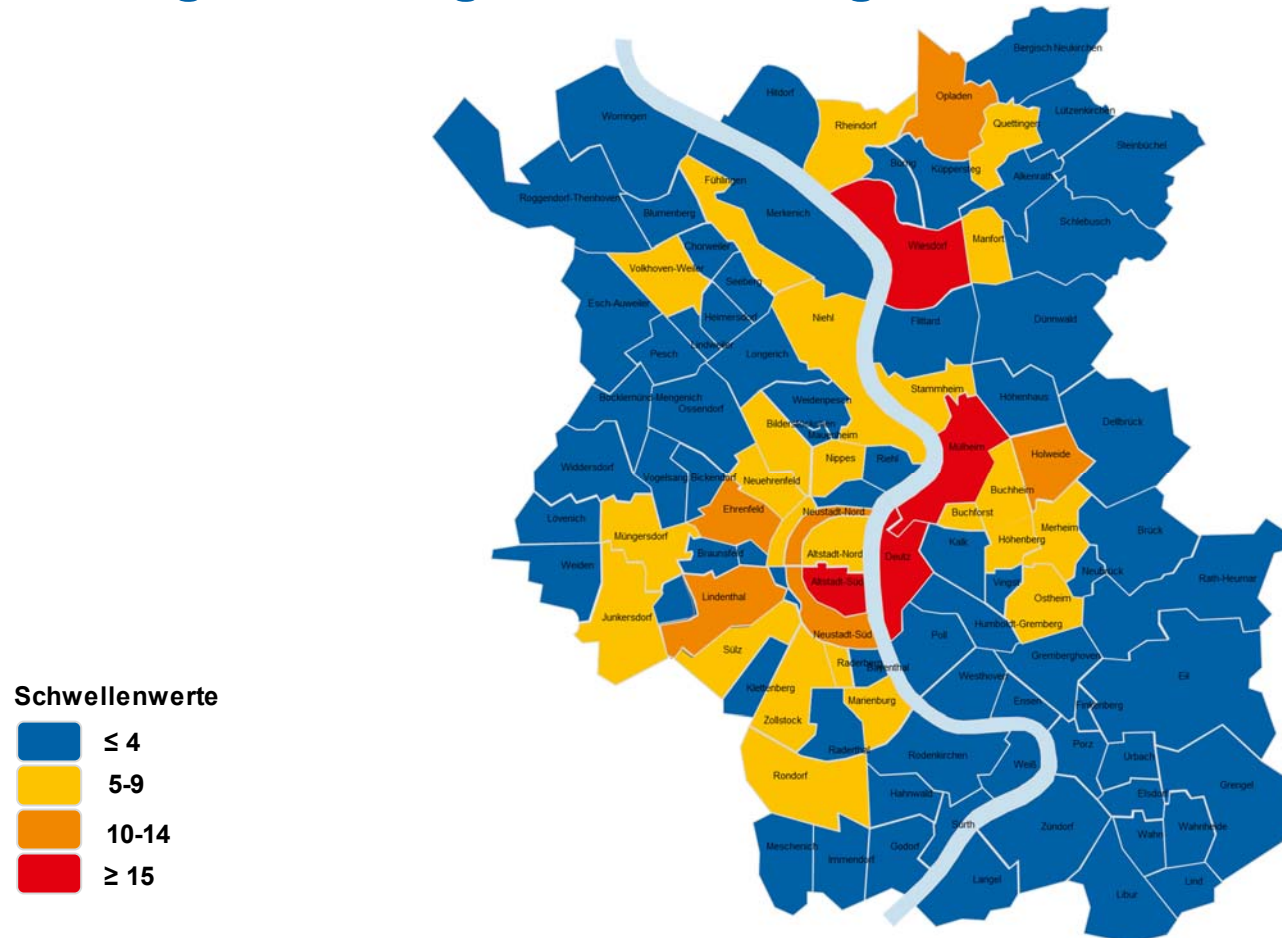 Bergisch Neukirchen
Hitdorf
Opladen
Lützenkirchen
Worringen
Rheindorf
Quettingen
Steinbüchel
Bürrig
Küppersteg
Alkenrath
Fühlingen
Roggendorf-Thenhoven
Blumenberg
Merkenich
Schlebusch
Chorweiler
Wiesdorf
Manfort
Volkhoven-Weiler
Seeberg
Esch-Auweiler
Heimersdorf
Niehl
Flittard
Dünnwald
Lindweiler
Pesch
Longerich
Stammheim
Bocklemünd-Mengenich
Ossendorf
Weidenpesch
Höhenhaus
Bilderstöckchen
Mauenheim
Dellbrück
Mülheim
Holweide
Nippes
Riehl
Widdersdorf
Vogelsang
Bickendorf
Neuehrenfeld
Buchheim
Ehrenfeld
Neustadt-Nord
Buchforst
Lövenich
Müngersdorf
Merheim
Brück
Höhenberg
Braunsfeld
Altstadt-Nord
Deutz
Kalk
Weiden
Neubrück
Rath-Heumar
Altstadt-Süd
Vingst
Lindenthal
Ostheim
Junkersdorf
Humboldt-Gremberg
Neustadt-Süd
Poll
Sülz
Raderberg
Bayenthal
Gremberghoven
Eil
Klettenberg
Westhoven
Marienburg
Ensen
Finkenberg
Zollstock
Raderthal
Rodenkirchen
Porz
Urbach
Weiß
Rondorf
Grengel
Hahnwald
Elsdorf
Sürth
Zündorf
Wahn
Wahnheide
Meschenich
Immendorf
Godorf
Langel
Libur
Lind
Schwellenwerte
≤ 4
5-9
10-14
≥ 15